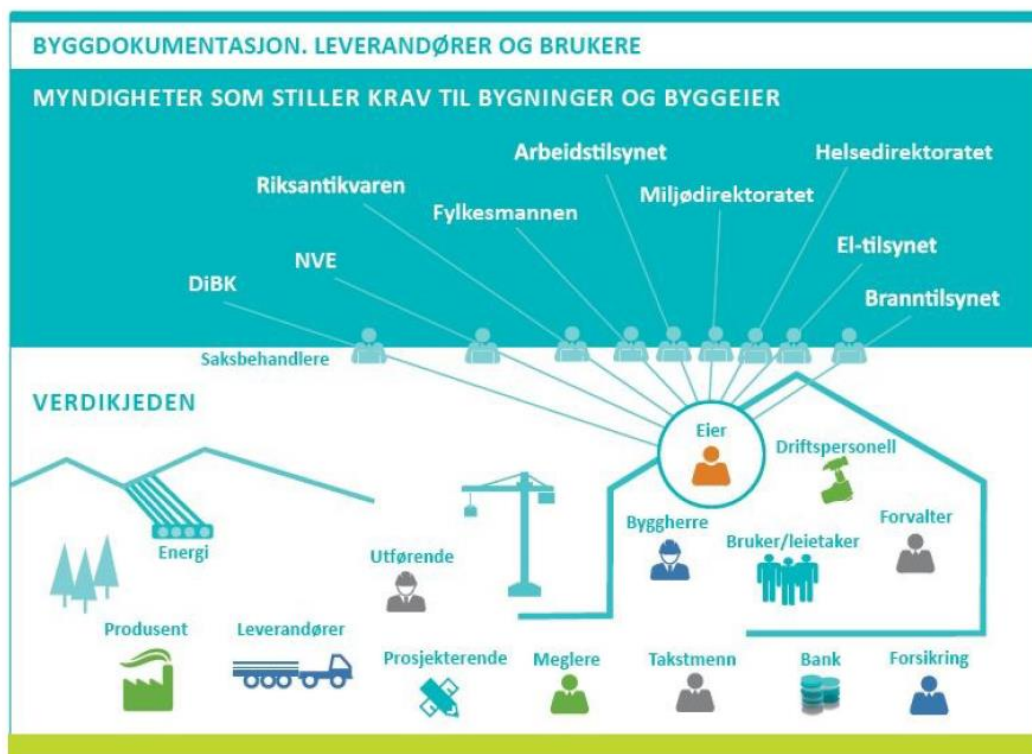 BYGGDOKUMENTASJON. LEVERANDØRER OG BRUKERE
MYNDIGHETER SOM STILLER KRAV TIL BYGNINGER OG BYGGEIER
Arbeidstilsynet
Helsedirektoratet
Riksantikvaren
Miljødirektoratet
Fylkesmannen
El-tilsynet
NVE
DiBK
Branntilsynet
Saksbehandlere
VERDIKJEDEN
Eier
Driftspersonell
Byggherre
Forvalter
Bruker/leietaker
Energi
Utførende
Produsent
Leverandører
Prosjekterende
Meglere
Takstmenn
Bank
Forsikring